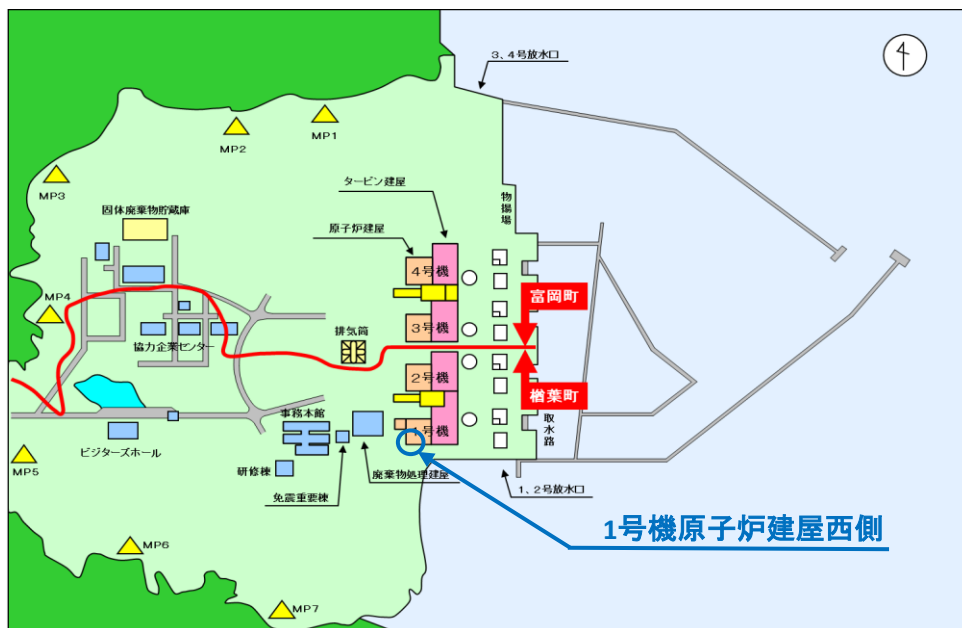 3、4号放水口
4
MP1
MP2
MP3
タービン建屋
物揚場
固体廃棄物貯蔵庫
原子炉建屋
4号機
富岡町
MP4
3号機
排気筒
協力企業センター
2号機
楢葉町
事務本館
1号機
取水路
ビジターズホール
MP5
研修棟
廃棄物処理建屋
免震重要棟
1、2号放水口
1号機原子炉建屋西側
MP6
MP7